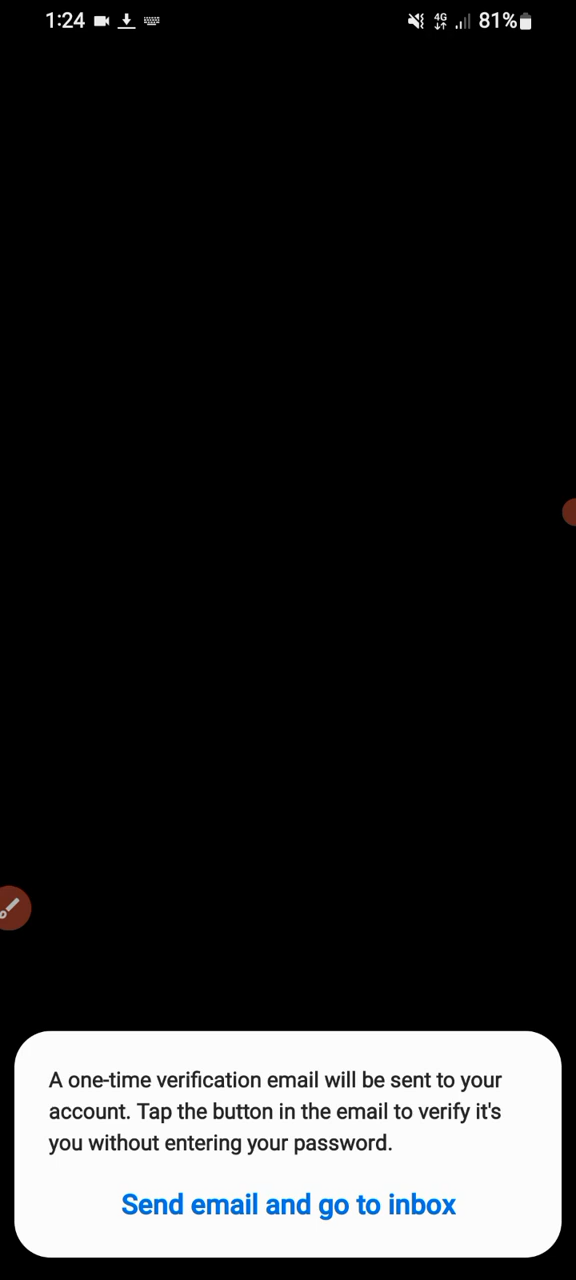 1:24
4G
81%
A one-time verification email will be sent to your
account. Tap the button in the email to verify it's
you without entering your password.
Send email and go to inbox